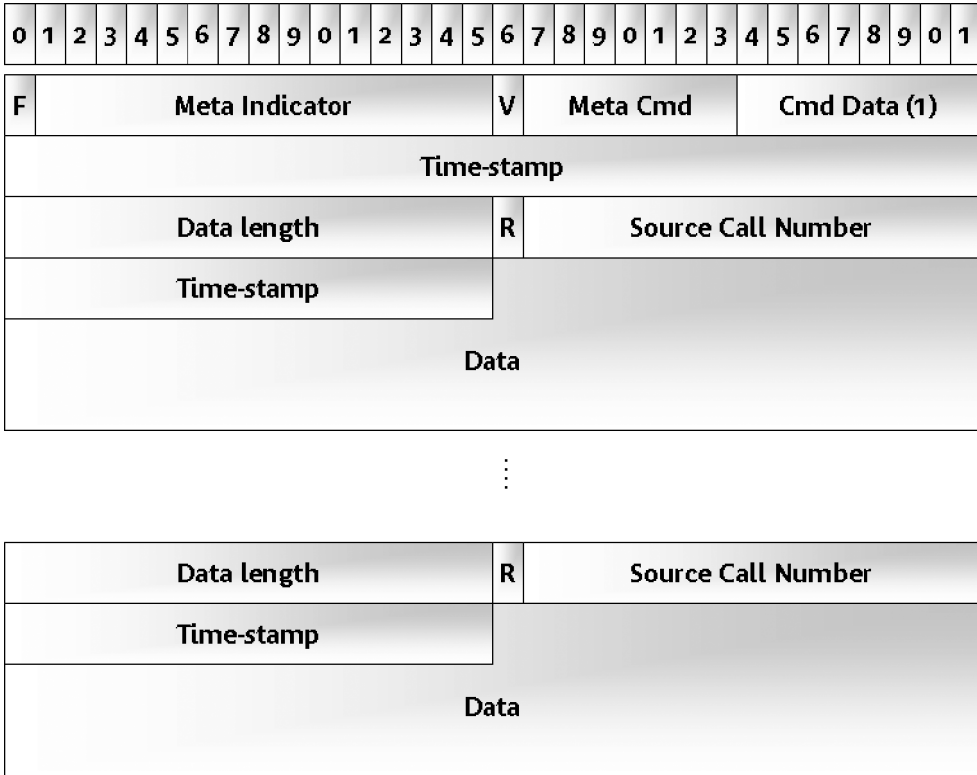 0 1 2 3 4 5 6 7 8 9 0 1 2 3 4 5 6 7 8 9 0 1 2 3 4 5 6 7 8 9 0 1
F Meta Indicator V Meta Cmd Cmd Data (1)
Time-stamp
Data length R Source Call Number
Time-stamp
Data
⋮
Data length R Source Call Number
Time-stamp
Data